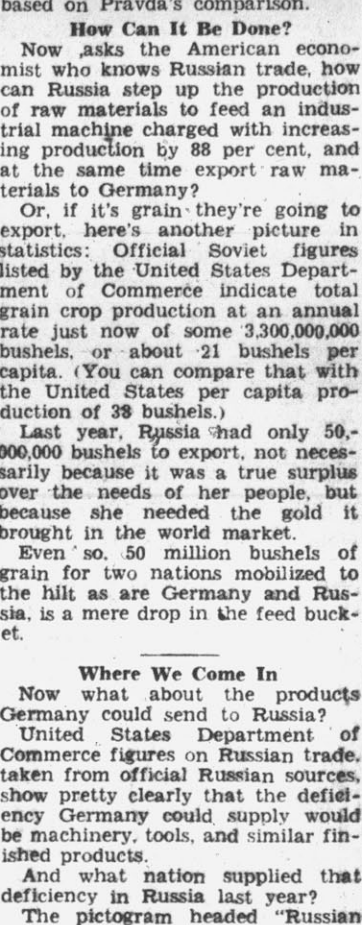 based on Pravda's comparison.
How Can It Be Done?
Now asks the American econo-
mist who knows Russian trade, how
can Russia step up the production
of raw materials to feed an indus-
trial machine charged with increas-
ing production by 88 per cent, and
at the same time export raw ma-
terials to Germany?
Or, if it's grain they're going to
export, here's another picture in
statistics: Official Soviet figures
listed by the United States Depart-
ment of Commerce indicate total
grain crop production at an annual
rate just now of some 3,300,000,000
bushels, or about 21 bushels per
capita. (You can compare that with
the United States per capita pro-
duction of 38 bushels.)
Last year, Russia had only 50,-
000,000 bushels to export, not neces-
sarily because it was a true surplus
over the needs of her people, but
because she needed the gold it
brought in the world market.
Even so, 50 million bushels of
grain for two nations mobilized to
the hilt as are Germany and Rus-
sia, is a mere drop in the feed buck-
et.
Where We Come In
Now what about the products
Germany could send to Russia?
United States Department of
Commerce figures on Russian trade,
taken from official Russian sources,
show pretty clearly that the defici-
ency Germany could supply would
be machinery, tools, and similar fin-
ished products.
And what nation supplied that
deficiency in Russia last year?
The pictogram headed "Russian